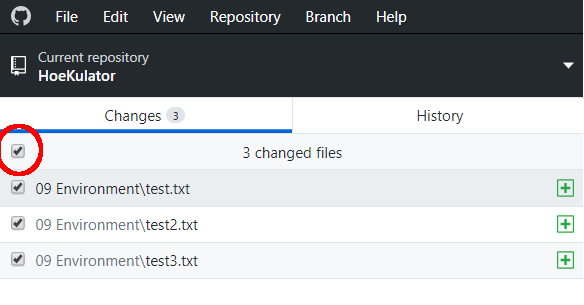 File Edit View Repository Branch Help
Current repository
HoeKulator
Changes 3 History
3 changed files
09 Environment\test.txt
09 Environment\test2.txt
09 Environment\test3.txt